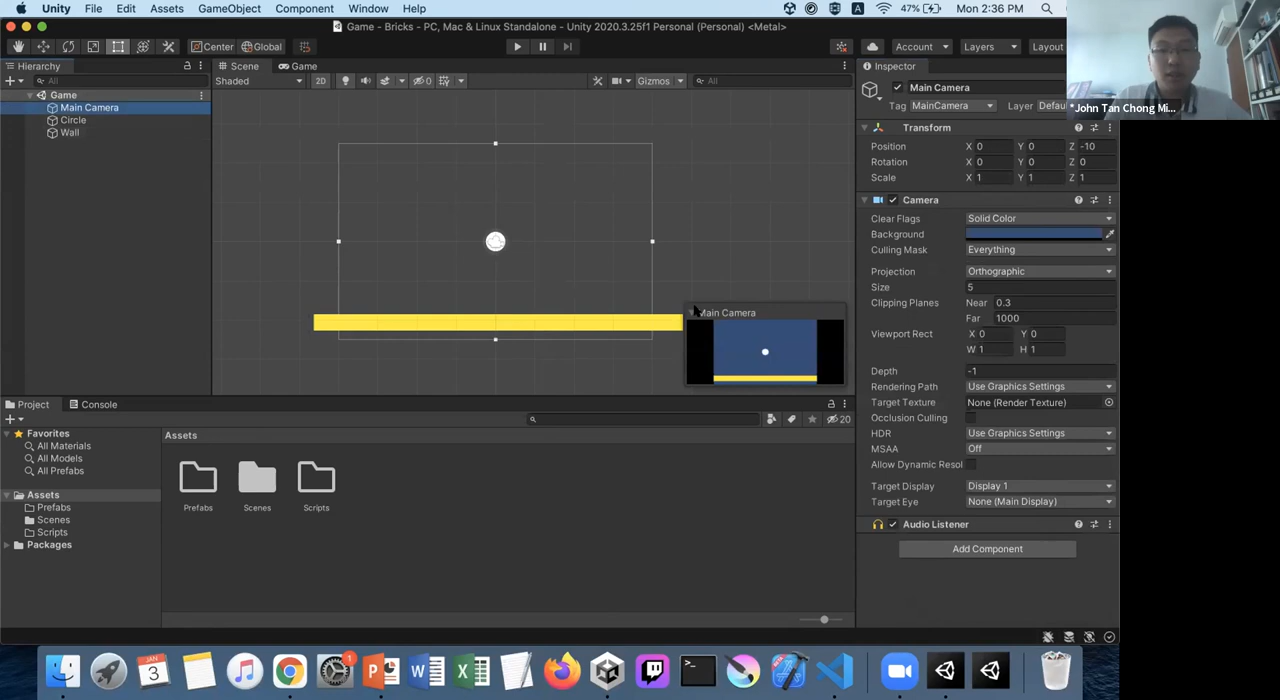 Unity File Edit Assets GameObject Component Window Help
47% Mon 2:36 PM
Game - Bricks - PC, Mac & Linux Standalone - Unity 2020.3.25f1 Personal (Personal) <Metal>
Center Global
Account Layers Layout
*John Tan Chong Mi...
Hierarchy
All
Game
Main Camera
Circle
Wall
Scene Game
Shaded 2D 0 Gizmos All
Main Camera
Inspector
Main Camera
Tag MainCamera Layer Defau
Transform
Position X 0 Y 0 Z -10
Rotation X 0 Y 0 Z 0
Scale X 1 Y 1 Z 1
Camera
Clear Flags Solid Color
Background
Culling Mask Everything
Projection Orthographic
Size 5
Clipping Planes Near 0.3
Far 1000
Viewport Rect X 0 Y 0
W 1 H 1
Depth -1
Rendering Path Use Graphics Settings
Target Texture None (Render Texture)
Occlusion Culling
HDR Use Graphics Settings
MSAA Off
Allow Dynamic Resol
Target Display Display 1
Target Eye None (Main Display)
Audio Listener
Add Component
Project Console
20
Favorites
All Materials
All Models
All Prefabs
Assets
Prefabs
Scenes
Scripts
Packages
Assets
Prefabs Scenes Scripts
JAN
3
1